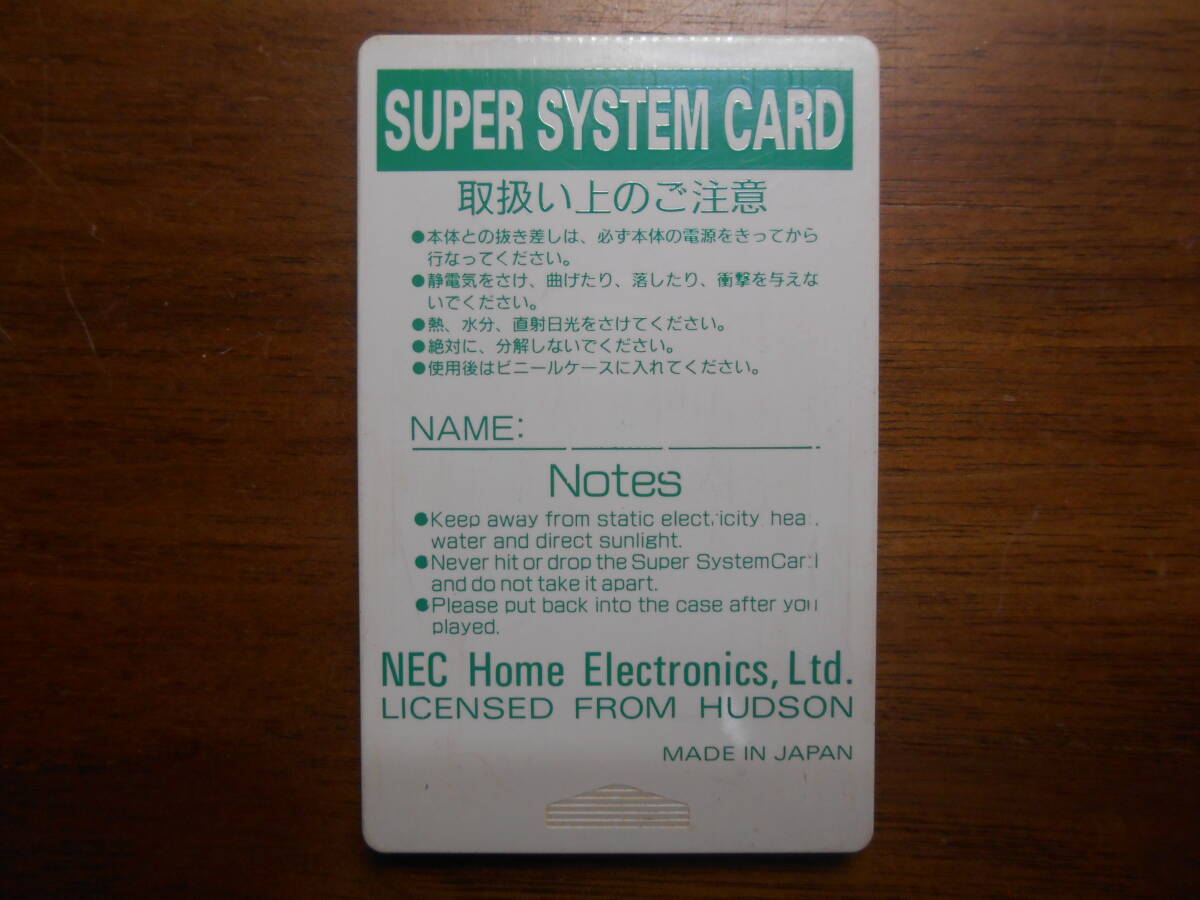 SUPER SYSTEM CARD
取扱い上のご注意
●本体との抜き差しは、必ず本体の電源をきってから
行なってください。
●静電気をさけ、曲げたり、落したり、衝撃を与えな
いでください。
●熱、水分、直射日光をさけてください。
●絶対に、分解しないでください。
●使用後はビニールケースに入れてください。
NAME:
Notes
●Keep away from static electricity, heat,
water and direct sunlight.
●Never hit or drop the Super System Card
and do not take it apart.
●Please put back into the case after you
played.
NEC Home Electronics, Ltd.
LICENSED FROM HUDSON
MADE IN JAPAN